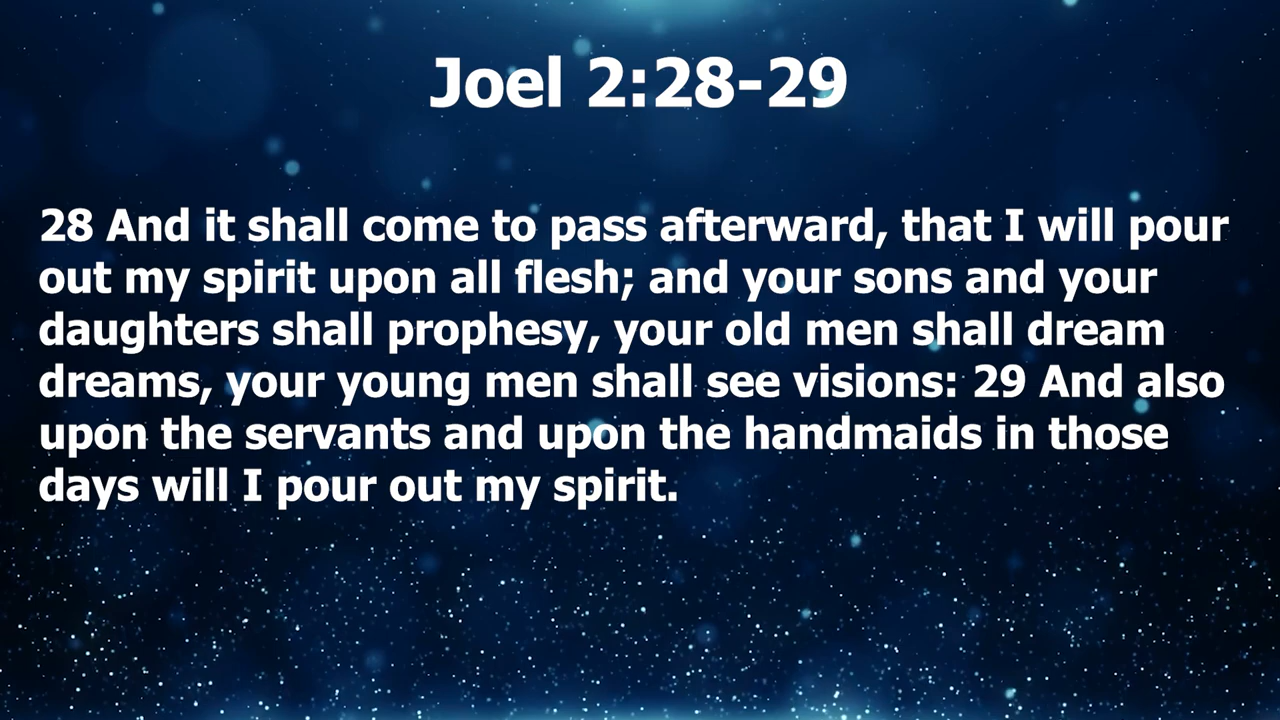 Joel 2:28-29
28 And it shall come to pass afterward, that I will pour
out my spirit upon all flesh; and your sons and your
daughters shall prophesy, your old men shall dream
dreams, your young men shall see visions: 29 And also
upon the servants and upon the handmaids in those
days will I pour out my spirit.